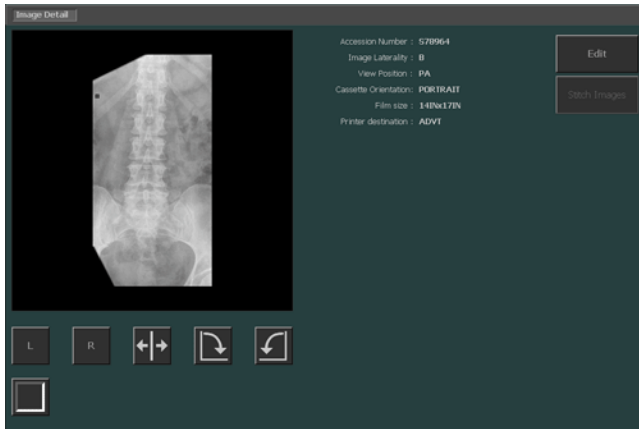 Image Detail
Accession Number : S78964
Image Laterality : B
View Position : PA
Cassette Orientation: PORTRAIT
Film size : 14INx17IN
Printer destination : ADVT
Edit
Stitch Images
L
R